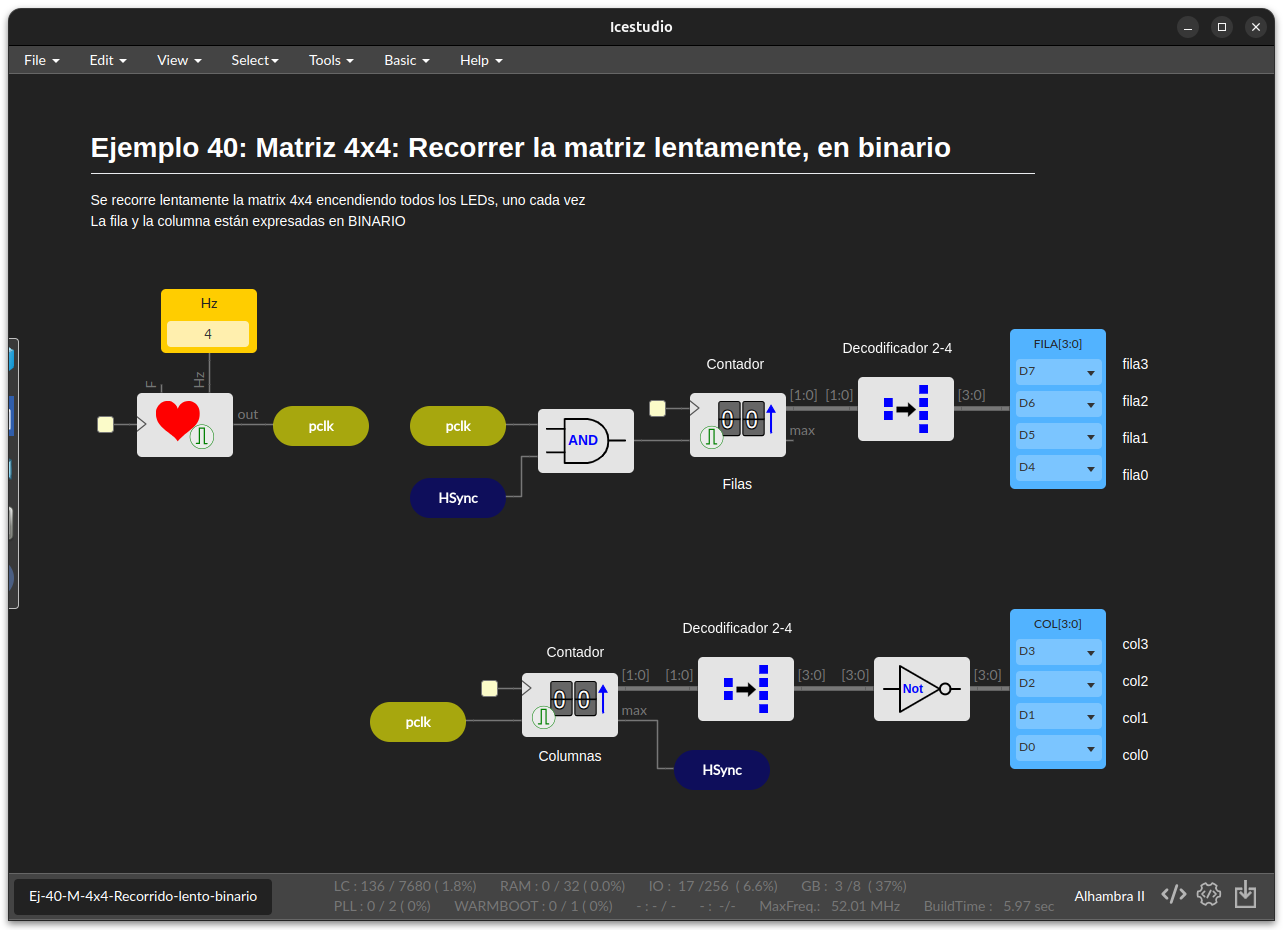 Icestudio
File Edit View Select Tools Basic Help
Ejemplo 40: Matriz 4x4: Recorrer la matriz lentamente, en binario
Se recorre lentamente la matrix 4x4 encendiendo todos los LEDs, uno cada vez
La fila y la columna están expresadas en BINARIO
Hz
4
F
Hz
out
pclk
pclk
HSync
AND
Contador
00
[1:0]
max
Filas
Decodificador 2-4
[1:0]
[3:0]
FILA[3:0]
D7
D6
D5
D4
fila3
fila2
fila1
fila0
pclk
Contador
00
[1:0]
max
Columnas
HSync
Decodificador 2-4
[1:0]
[3:0]
[3:0]
Not
[3:0]
COL[3:0]
D3
D2
D1
D0
col3
col2
col1
col0
Ej-40-M-4x4-Recorrido-lento-binario
LC : 136 / 7680 ( 1.8%) RAM : 0 / 32 ( 0.0%) IO : 17 /256 ( 6.6%) GB : 3 /8 ( 37%)
PLL : 0 / 2 ( 0%) WARMBOOT : 0 / 1 ( 0%) - : - / - - : -/- MaxFreq.: 52.01 MHz BuildTime : 5.97 sec
Alhambra II